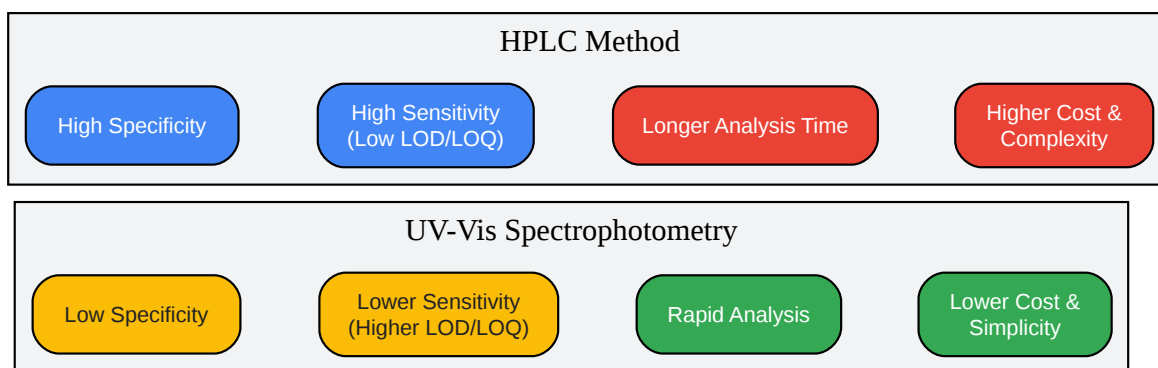 HPLC Method
High Specificity
High Sensitivity
(Low LOD/LOQ)
Longer Analysis Time
Higher Cost &
Complexity
UV-Vis Spectrophotometry
Low Specificity
Lower Sensitivity
(Higher LOD/LOQ)
Rapid Analysis
Lower Cost &
Simplicity